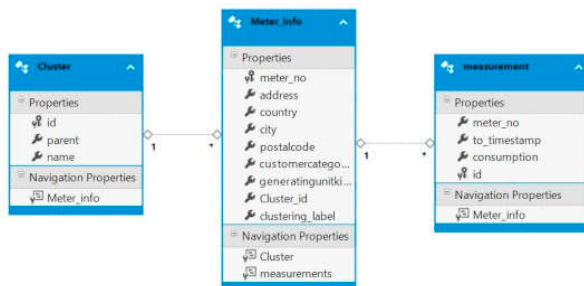 Cluster
Properties
id
parent
name
Navigation Properties
Meter_info
1
*
Meter_info
Properties
meter_no
address
country
city
postalcode
customercatego...
generatingunitki...
Cluster_id
clustering_label
Navigation Properties
Cluster
measurements
1
*
measurement
Properties
meter_no
to_timestamp
consumption
id
Navigation Properties
Meter_info